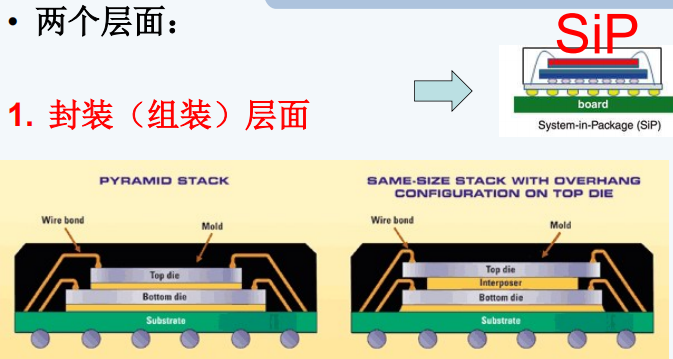 • 两个层面：
SiP
1. 封装（组装）层面
board
System-in-Package (SiP)
PYRAMID STACK
Wire bond
Mold
Top die
Bottom die
Substrate
SAME-SIZE STACK WITH OVERHANG
CONFIGURATION ON TOP DIE
Wire bond
Mold
Top die
Interposer
Bottom die
Substrate